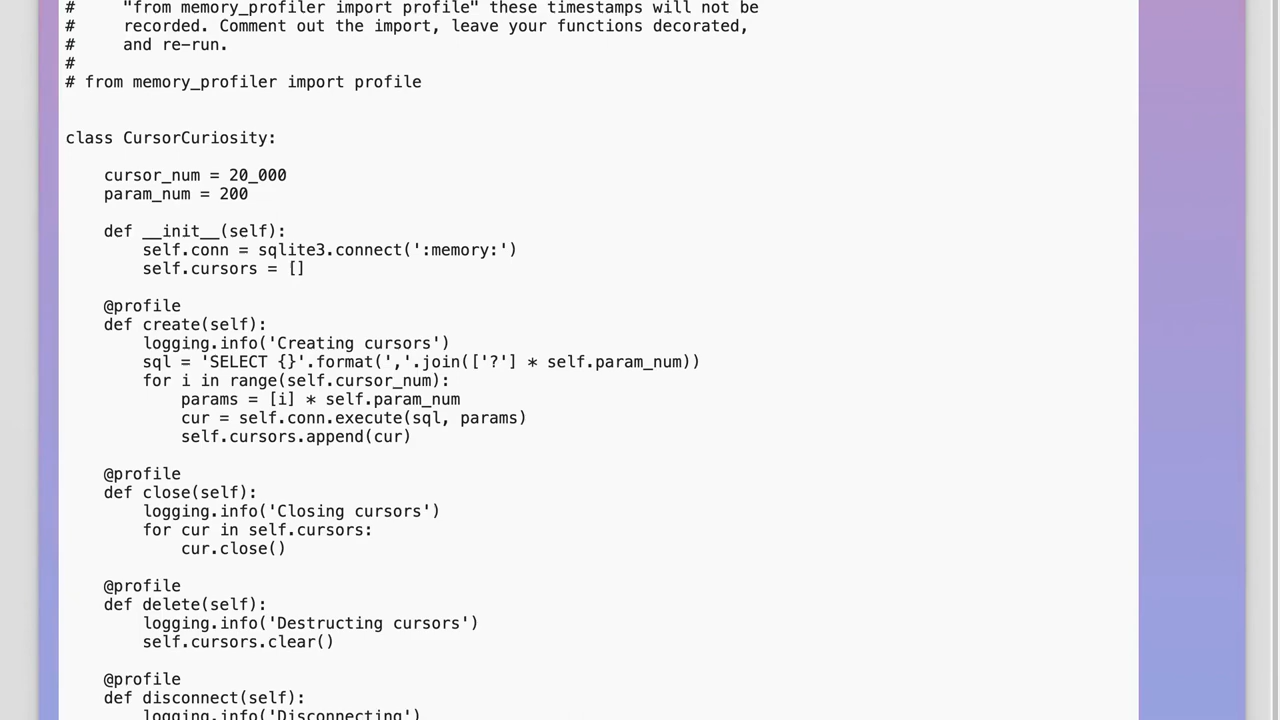 #     "from memory_profiler import profile" these timestamps will not be
#     recorded. Comment out the import, leave your functions decorated,
#     and re-run.
#
# from memory_profiler import profile
class CursorCuriosity:
    cursor_num = 20_000
    param_num = 200
    def __init__(self):
        self.conn = sqlite3.connect(':memory:')
        self.cursors = []
    @profile
    def create(self):
        logging.info('Creating cursors')
        sql = 'SELECT {}'.format(','.join(['?'] * self.param_num))
        for i in range(self.cursor_num):
            params = [i] * self.param_num
            cur = self.conn.execute(sql, params)
            self.cursors.append(cur)
    @profile
    def close(self):
        logging.info('Closing cursors')
        for cur in self.cursors:
            cur.close()
    @profile
    def delete(self):
        logging.info('Destructing cursors')
        self.cursors.clear()
    @profile
    def disconnect(self):
        logging.info('Disconnecting')